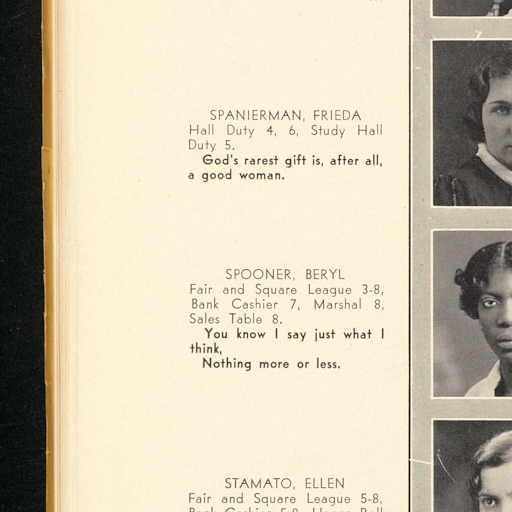 SPANIERMAN, FRIEDA
Hall Duty 4, 6, Study Hall
Duty 5.
God's rarest gift is, after all,
a good woman.
SPOONER, BERYL
Fair and Square League 3-8,
Bank Cashier 7, Marshal 8,
Sales Table 8.
You know I say just what I
think,
Nothing more or less.
STAMATO, ELLEN
Fair and Square League 5-8,